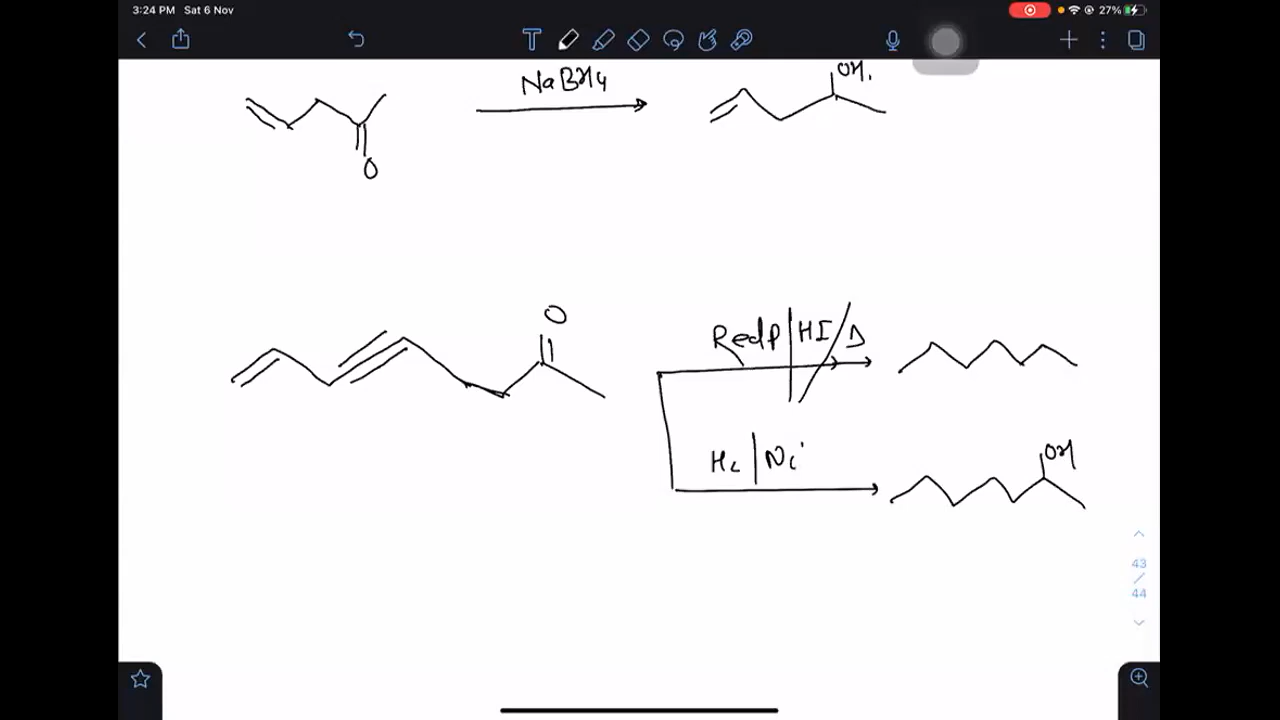 3:24 PM Sat 6 Nov
27%
T
NaBH4
OH.
O
O
Red P | HI / Δ
H2 | Ni
OH
43
/
44